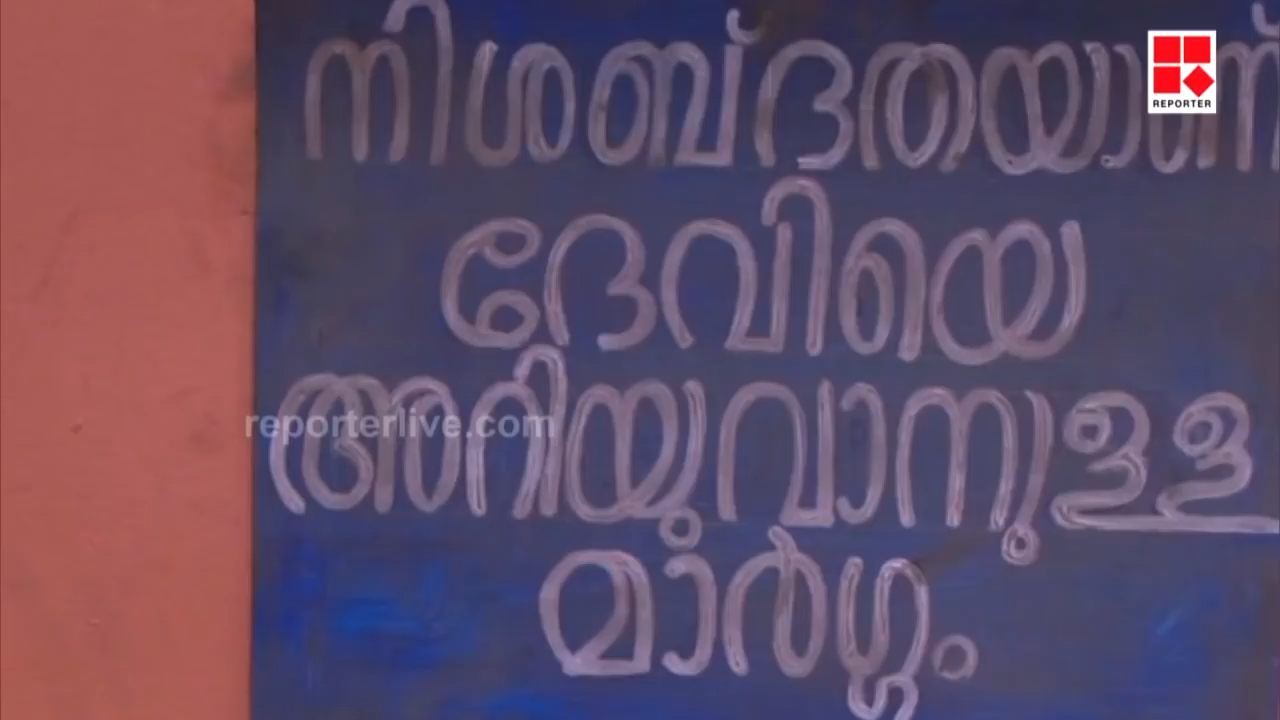 നിശബ്ദതയാണ്
ദേവിയെ
അറിയുവാനുള്ള
മാർഗ്ഗം
REPORTER
reporterlive.com